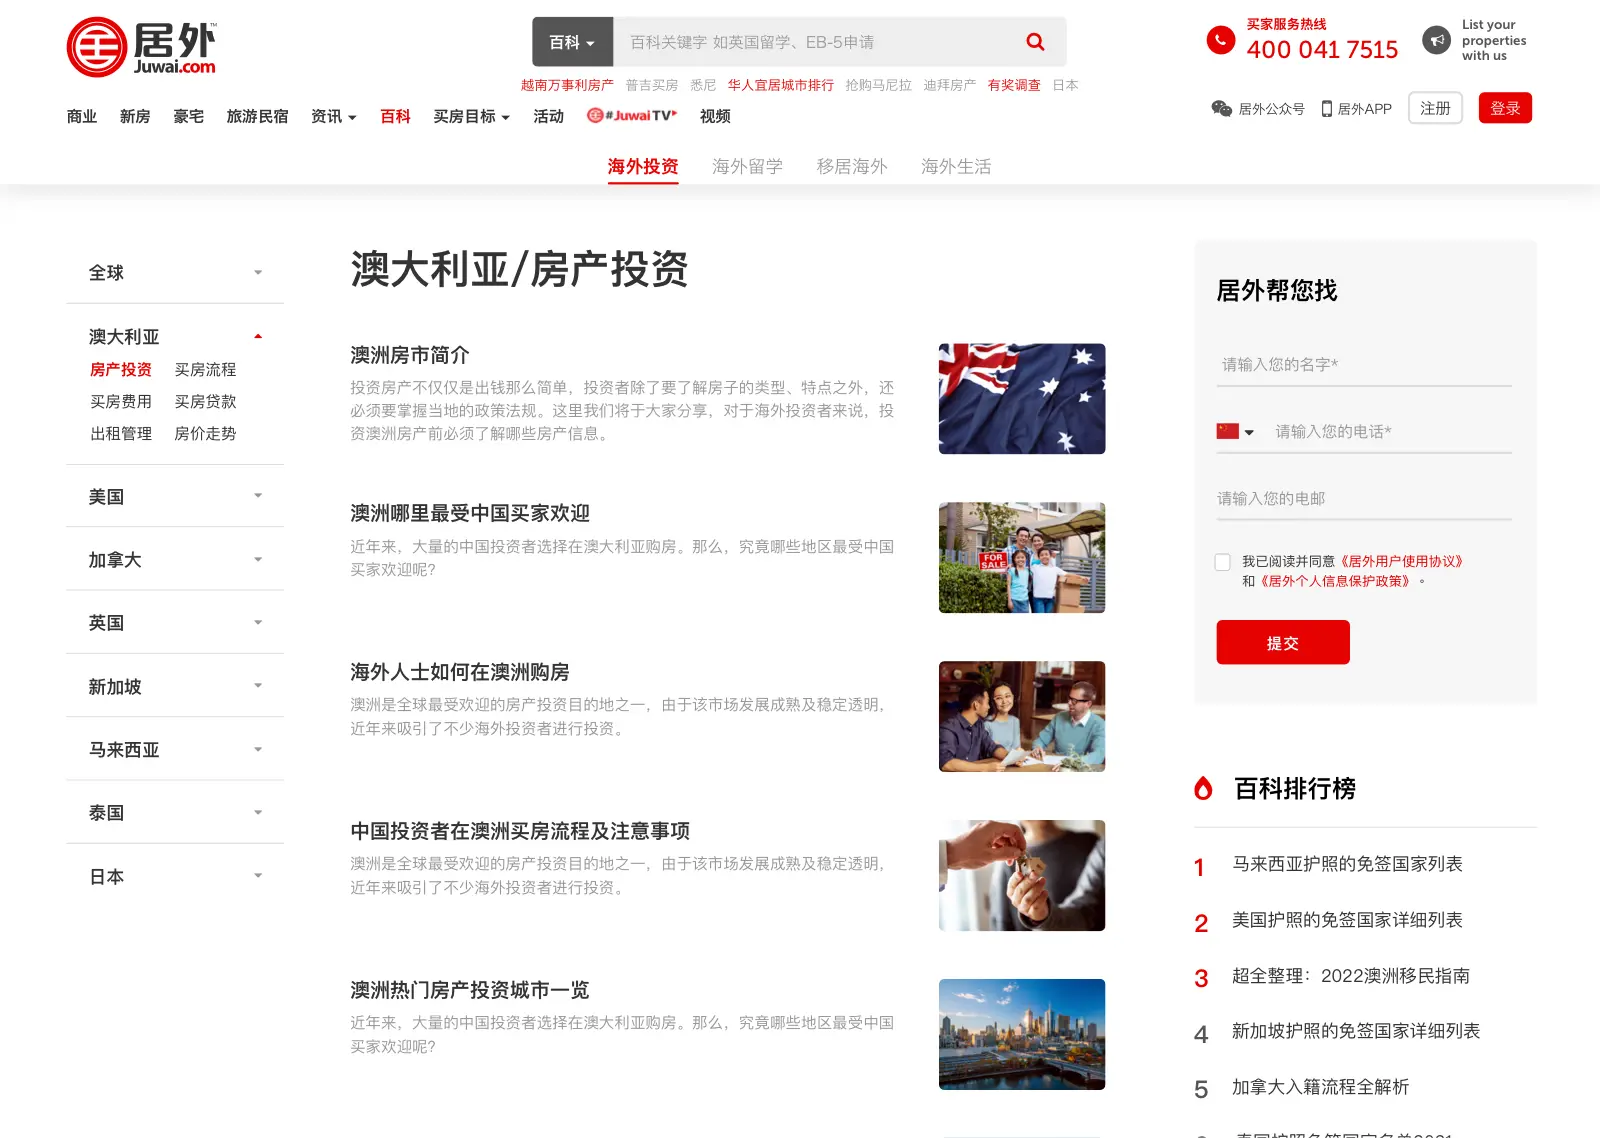 居外™
Juwai.com
百科
百科关键字 如英国留学、EB-5申请
买家服务热线
400 041 7515
List your
properties
with us
越南万事利房产 普吉买房 悉尼 华人宜居城市排行 抢购马尼拉 迪拜房产 有奖调查 日本
商业 新房 豪宅 旅游民宿 资讯 百科 买房目标 活动 #JuwaiTV 视频
居外公众号 居外APP 注册 登录
海外投资 海外留学 移居海外 海外生活
全球
澳大利亚
房产投资 买房流程
买房费用 买房贷款
出租管理 房价走势
美国
加拿大
英国
新加坡
马来西亚
泰国
日本
澳大利亚/房产投资
澳洲房市简介
投资房产不仅仅是出钱那么简单，投资者除了要了解房子的类型、特点之外，还
必须要掌握当地的政策法规。这里我们将于大家分享，对于海外投资者来说，投
资澳洲房产前必须了解哪些房产信息。
澳洲哪里最受中国买家欢迎
近年来，大量的中国投资者选择在澳大利亚购房。那么，究竟哪些地区最受中国
买家欢迎呢?
FOR
SALE
海外人士如何在澳洲购房
澳洲是全球最受欢迎的房产投资目的地之一，由于该市场发展成熟及稳定透明，
近年来吸引了不少海外投资者进行投资。
中国投资者在澳洲买房流程及注意事项
澳洲是全球最受欢迎的房产投资目的地之一，由于该市场发展成熟及稳定透明，
近年来吸引了不少海外投资者进行投资。
澳洲热门房产投资城市一览
近年来，大量的中国投资者选择在澳大利亚购房。那么，究竟哪些地区最受中国
买家欢迎呢?
居外帮您找
请输入您的名字*
请输入您的电话*
请输入您的电邮
我已阅读并同意《居外用户使用协议》
和《居外个人信息保护政策》 。
提交
百科排行榜
1 马来西亚护照的免签国家列表
2 美国护照的免签国家详细列表
3 超全整理：2022澳洲移民指南
4 新加坡护照的免签国家详细列表
5 加拿大入籍流程全解析